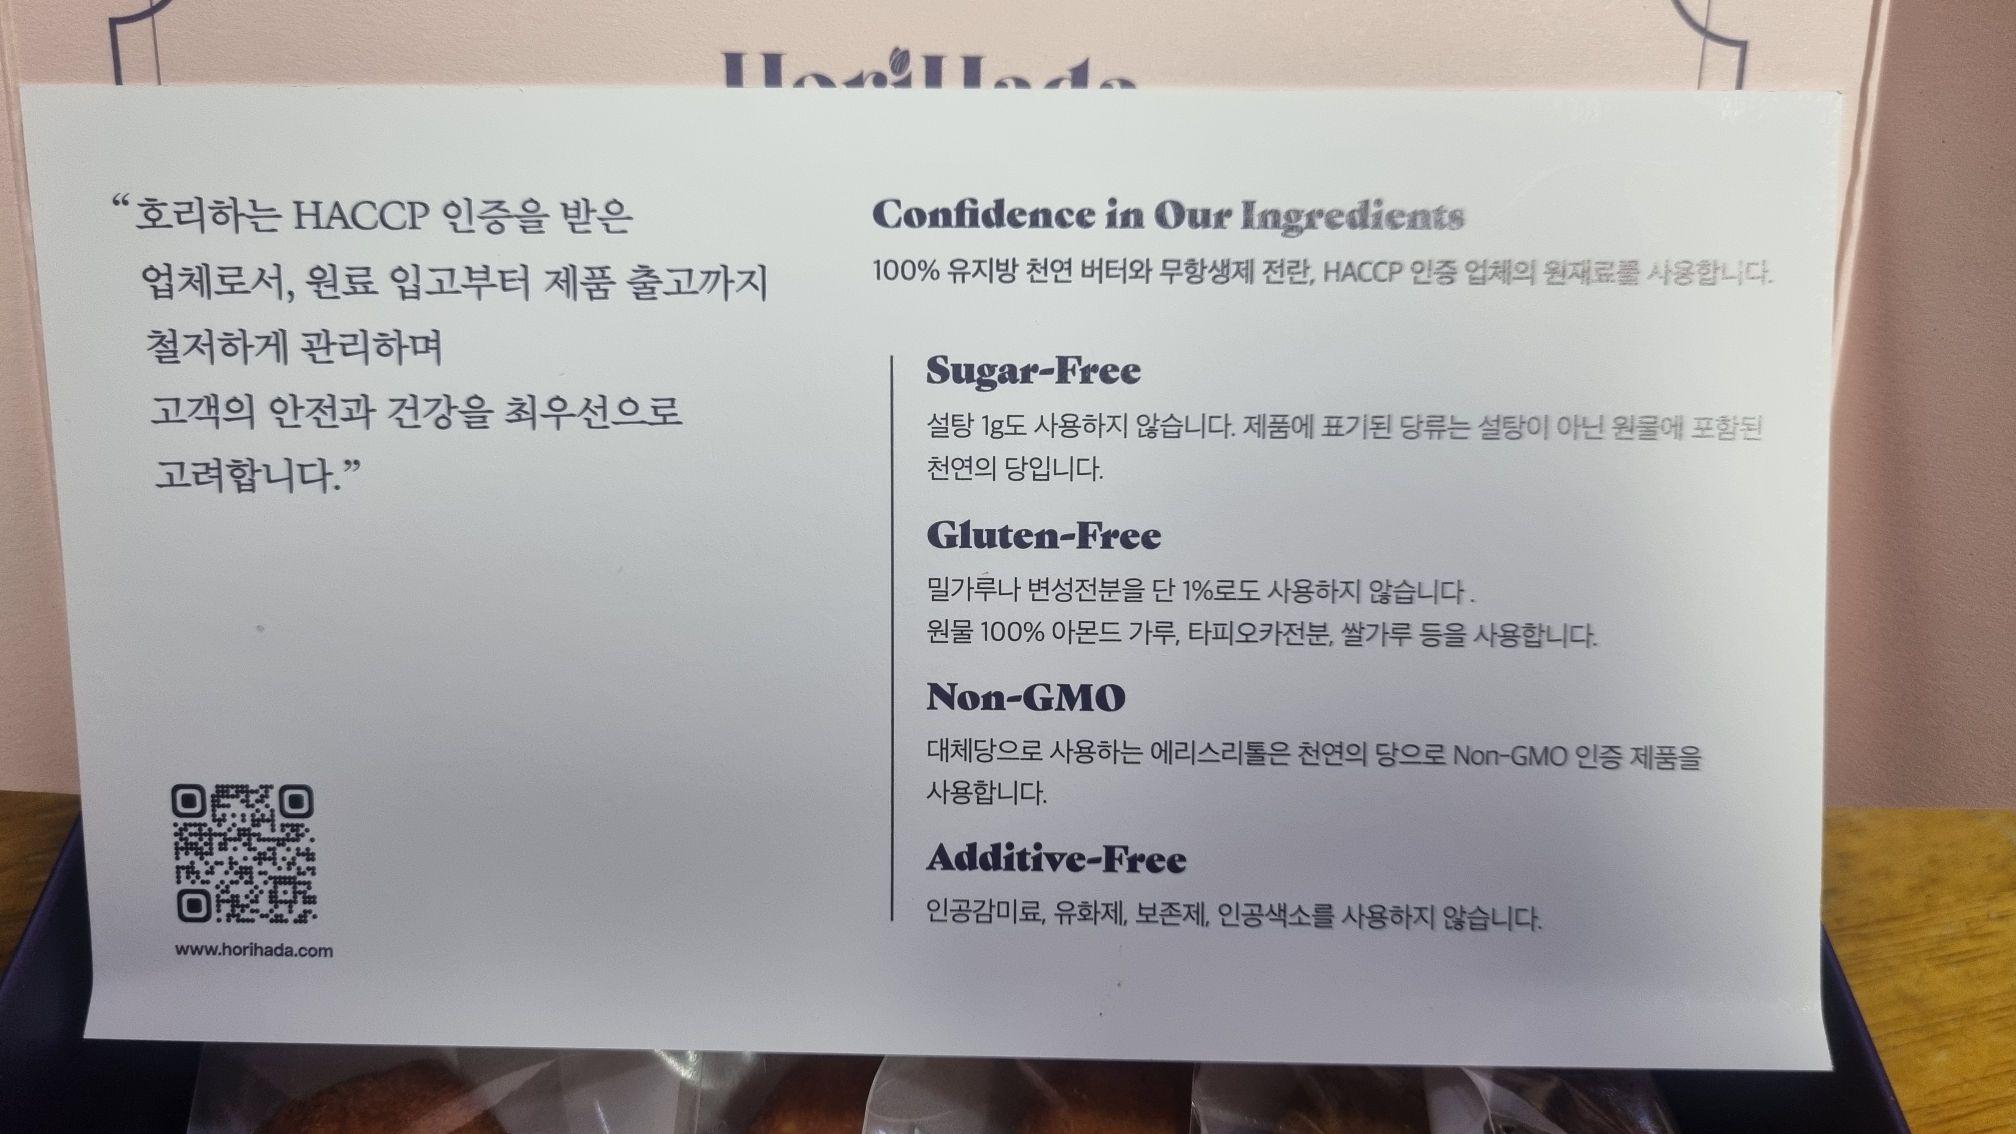 HoriHada
“호리하는 HACCP 인증을 받은
업체로서, 원료 입고부터 제품 출고까지
철저하게 관리하며
고객의 안전과 건강을 최우선으로
고려합니다.”
www.horihada.com
Confidence in Our Ingredients
100% 유지방 천연 버터와 무항생제 전란, HACCP 인증 업체의 원재료를 사용합니다.
Sugar-Free
설탕 1g도 사용하지 않습니다. 제품에 표기된 당류는 설탕이 아닌 원물에 포함된
천연의 당입니다.
Gluten-Free
밀가루나 변성전분을 단 1%로도 사용하지 않습니다 .
원물 100% 아몬드 가루, 타피오카전분, 쌀가루 등을 사용합니다.
Non-GMO
대체당으로 사용하는 에리스리톨은 천연의 당으로 Non-GMO 인증 제품을
사용합니다.
Additive-Free
인공감미료, 유화제, 보존제, 인공색소를 사용하지 않습니다.